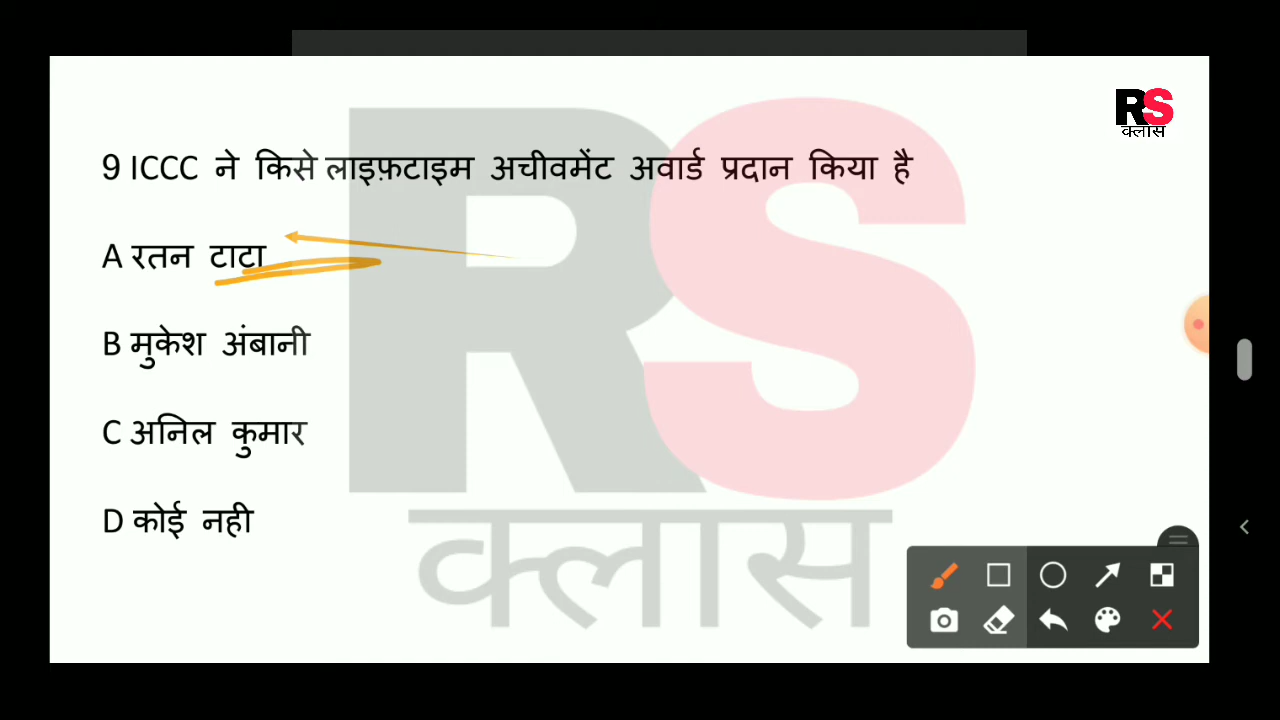 RS
क्लास
9 ICCC ने किसे लाइफ़टाइम अचीवमेंट अवार्ड प्रदान किया है
A रतन टाटा
B मुकेश अंबानी
C अनिल कुमार
D कोई नही
RS
क्लास